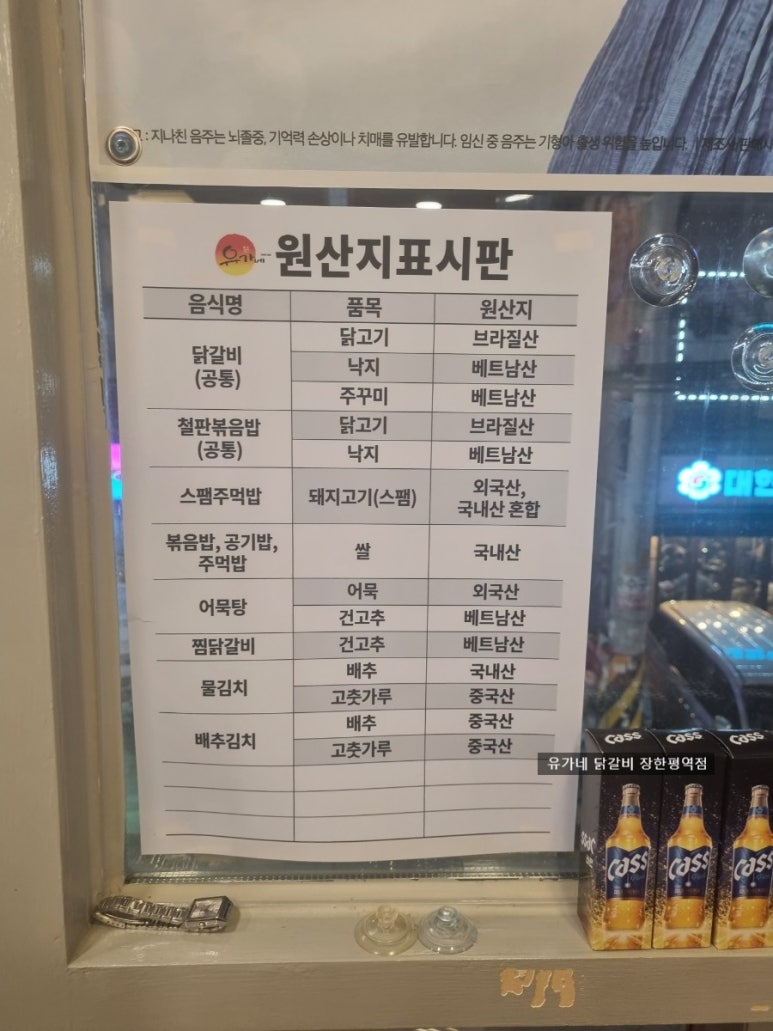 : 지나친 음주는 뇌졸중, 기억력 손상이나 치매를 유발합니다. 임신 중 음주는 기형아 출생 위험을 높입니다.
유가네 원산지표시판
음식명 품목 원산지
닭갈비
(공통)
닭고기 브라질산
낙지 베트남산
주꾸미 베트남산
철판볶음밥
(공통)
닭고기 브라질산
낙지 베트남산
스팸주먹밥 돼지고기(스팸) 외국산,
국내산 혼합
볶음밥, 공기밥,
주먹밥
쌀 국내산
어묵탕
어묵 외국산
건고추 베트남산
찜닭갈비 건고추 베트남산
물김치
배추 국내산
고춧가루 중국산
배추김치
배추 중국산
고춧가루 중국산
대한
유가네 닭갈비 장한평역점
Cass Cass Cass
Cass Cass Cass